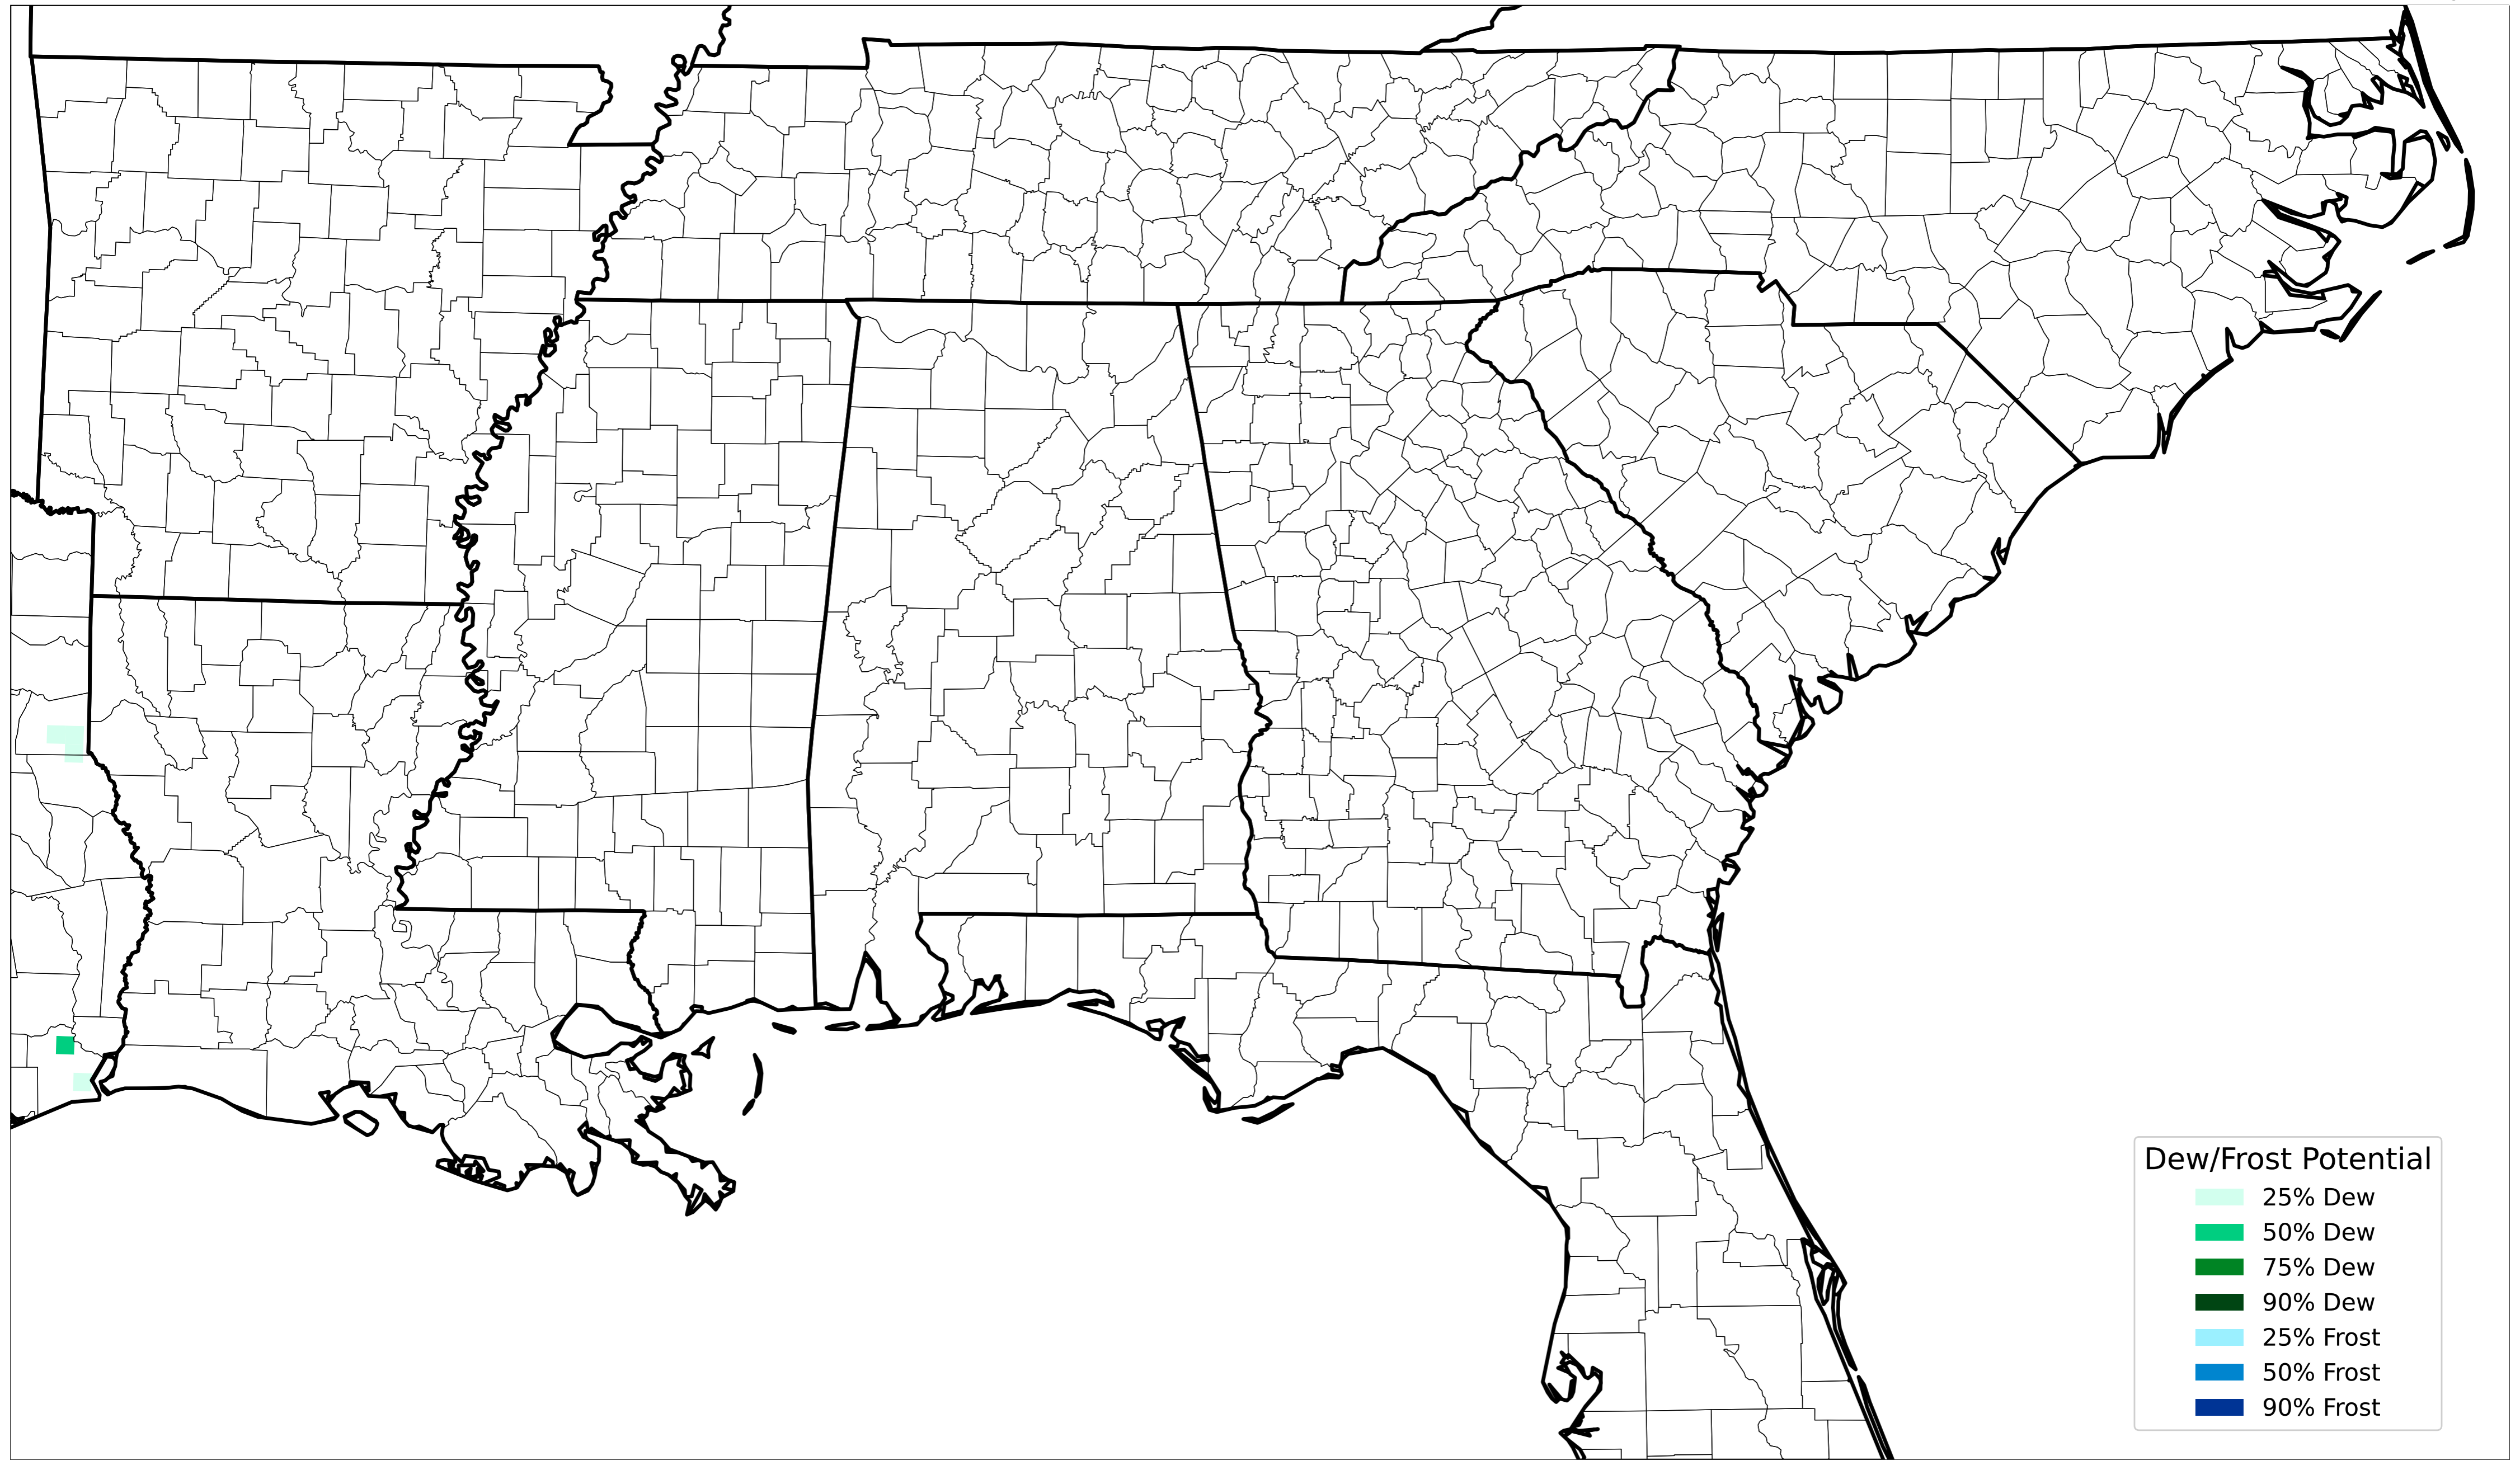 Dew/Frost Potential
25% Dew
50% Dew
75% Dew
90% Dew
25% Frost
50% Frost
90% Frost